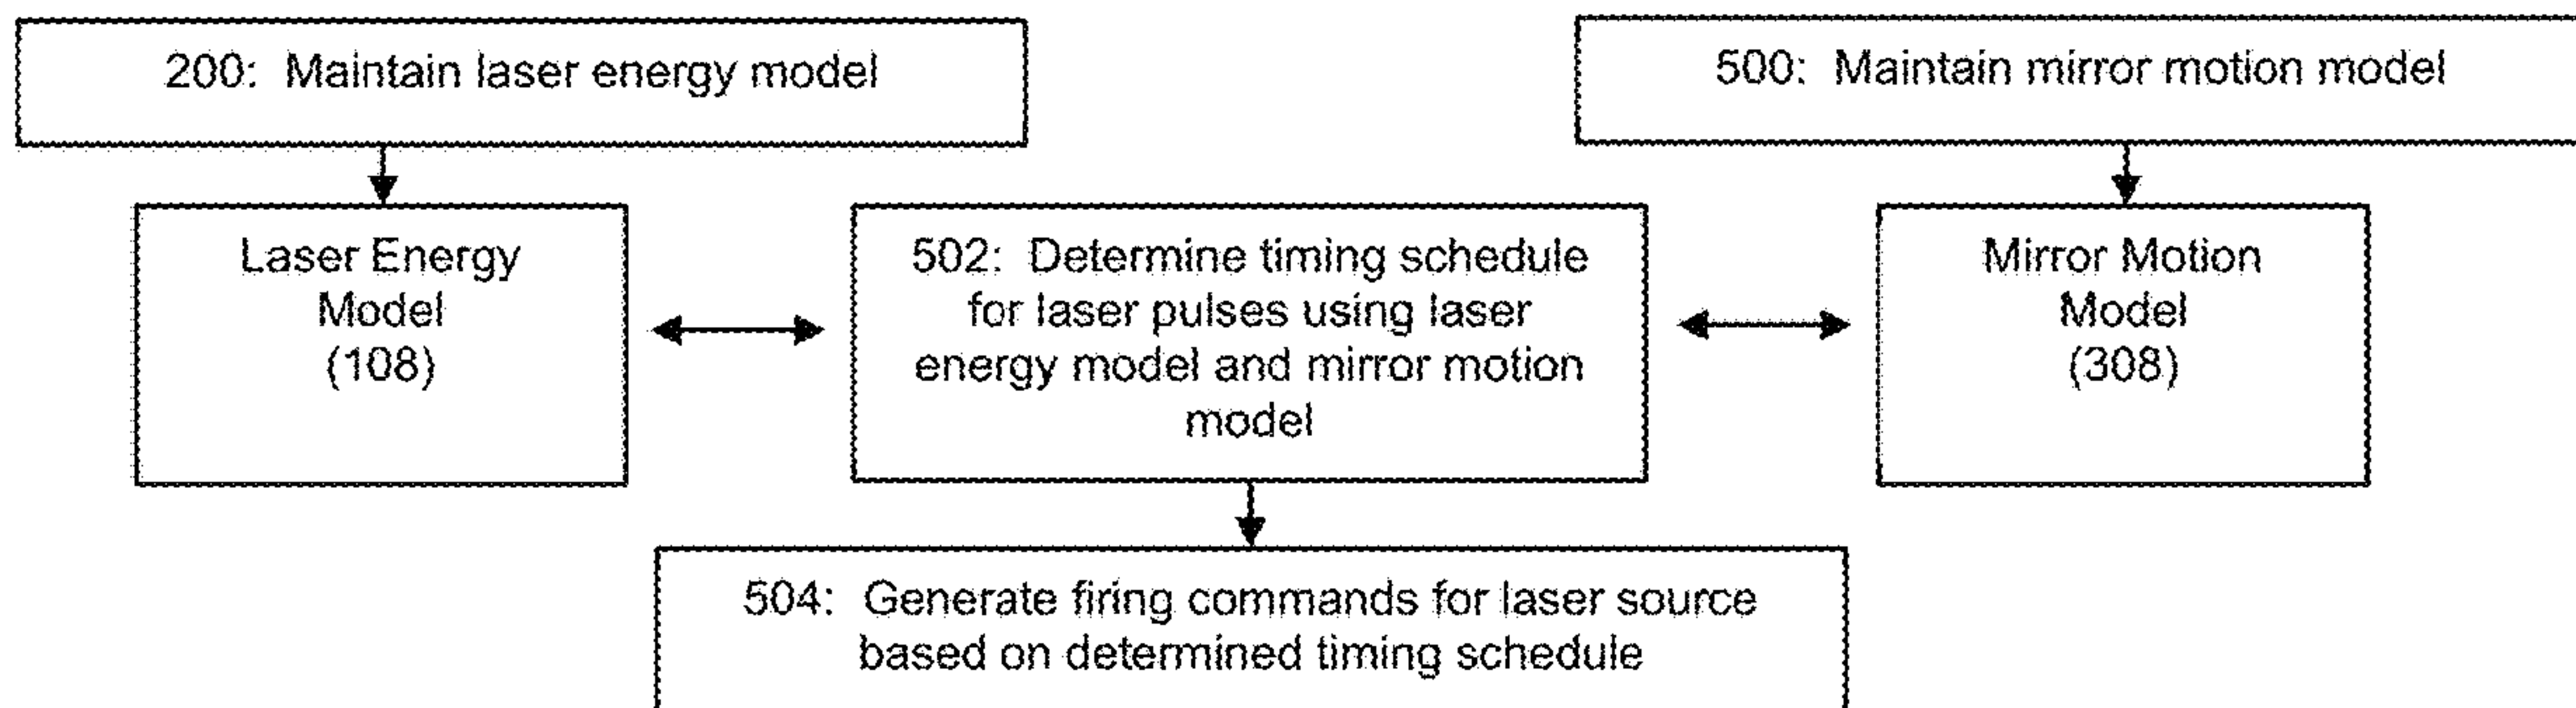 200: Maintain laser energy model
500: Maintain mirror motion model
Laser Energy
Model
(108)
502: Determine timing schedule
for laser pulses using laser
energy model and mirror motion
model
Mirror Motion
Model
(308)
504: Generate firing commands for laser source
based on determined timing schedule